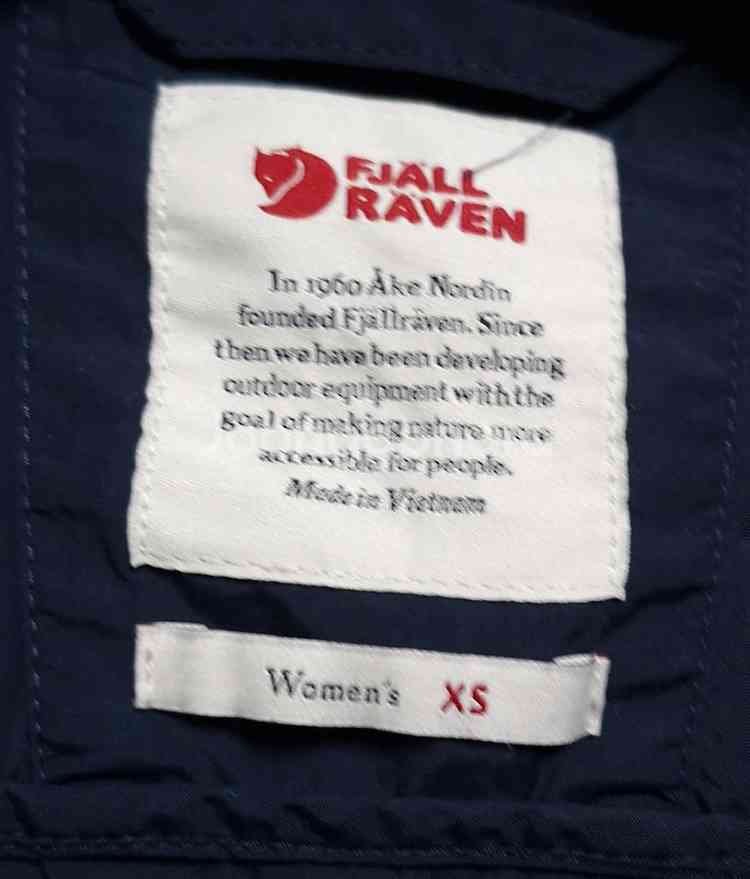 FJÄLL
RÄVEN
In 1960 Åke Nordin
founded Fjällräven. Since
then we have been developing
outdoor equipment with the
goal of making nature more
accessible for people.
Made in Vietnam
Women's XS